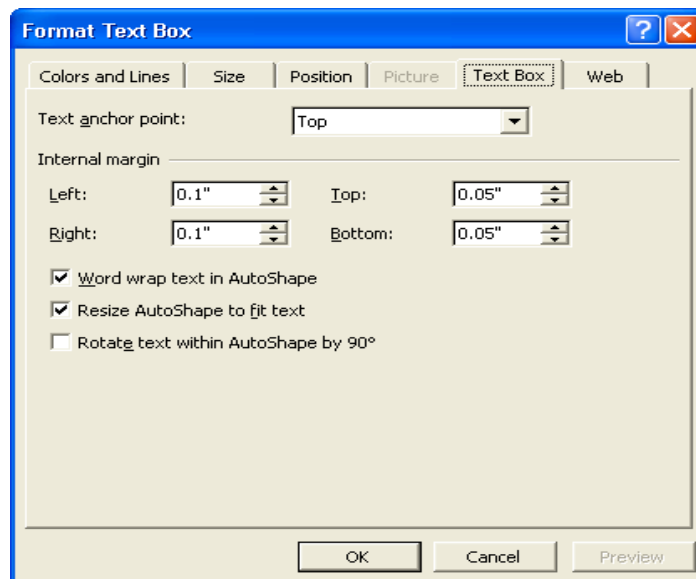 Format Text Box ?
Colors and Lines Size Position Picture Text Box Web
Text anchor point: Top
Internal margin
Left: 0.1" Top: 0.05"
Right: 0.1" Bottom: 0.05"
Word wrap text in AutoShape
Resize AutoShape to fit text
Rotate text within AutoShape by 90°
OK Cancel Preview